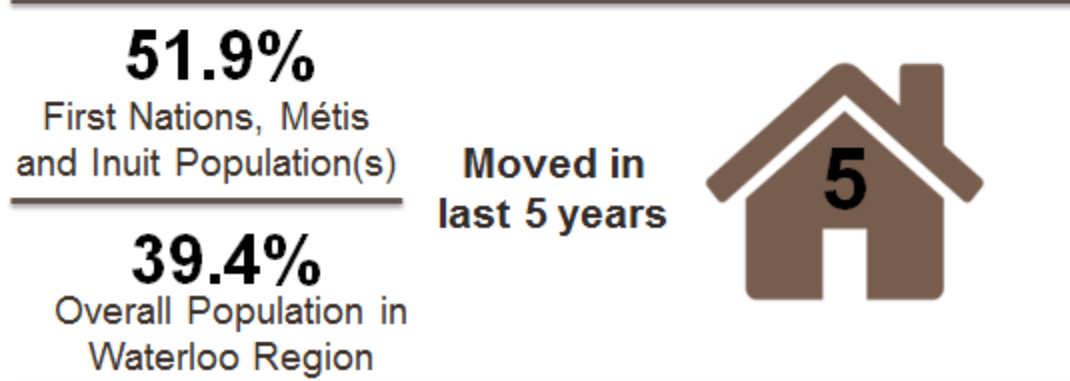 51.9%
First Nations, Métis
and Inuit Population(s)
39.4%
Overall Population in
Waterloo Region
Moved in
last 5 years
5